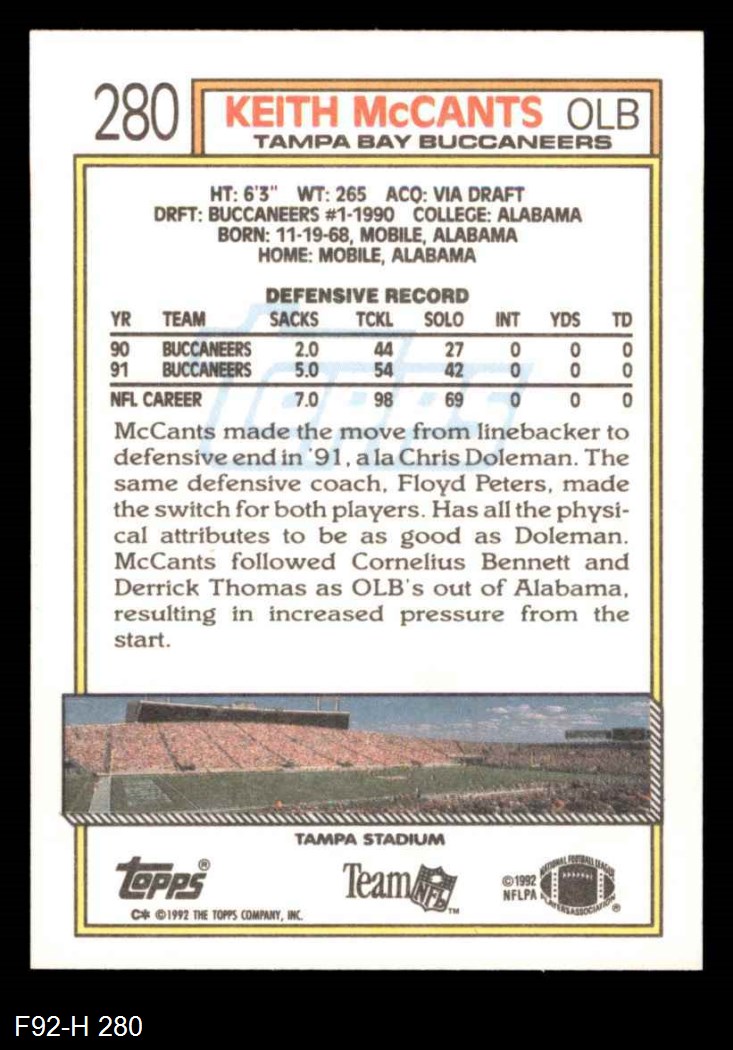 280
KEITH McCANTS OLB
TAMPA BAY BUCCANEERS
HT: 6'3" WT: 265 ACQ: VIA DRAFT
DRFT: BUCCANEERS #1-1990 COLLEGE: ALABAMA
BORN: 11-19-68, MOBILE, ALABAMA
HOME: MOBILE, ALABAMA
DEFENSIVE RECORD
YR TEAM SACKS TCKL SOLO INT YDS TD
90 BUCCANEERS 2.0 44 27 0 0 0
91 BUCCANEERS 5.0 54 42 0 0 0
NFL CAREER 7.0 98 69 0 0 0
Topps
McCants made the move from linebacker to
defensive end in '91, a la Chris Doleman. The
same defensive coach, Floyd Peters, made
the switch for both players. Has all the physi-
cal attributes to be as good as Doleman.
McCants followed Cornelius Bennett and
Derrick Thomas as OLB's out of Alabama,
resulting in increased pressure from the
start.
TAMPA STADIUM
Topps®
C* ©1992 THE TOPPS COMPANY, INC.
Team NFL™
©1992
NFLPA
NATIONAL FOOTBALL LEAGUE
PLAYERS ASSOCIATION®
F92-H 280